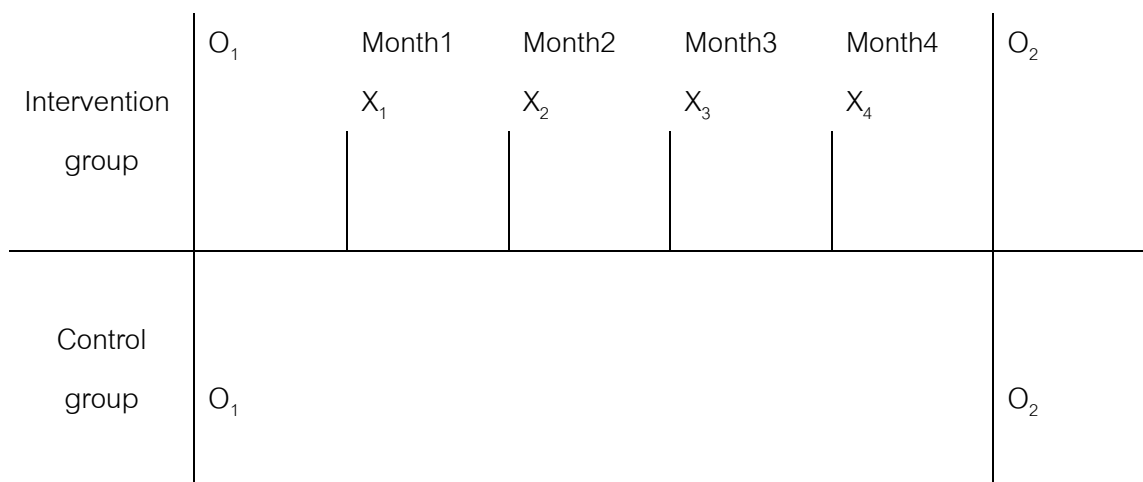 O₁ Month1 Month2 Month3 Month4 O₂
Intervention X₁ X₂ X₃ X₄
group
Control
group O₁ O₂